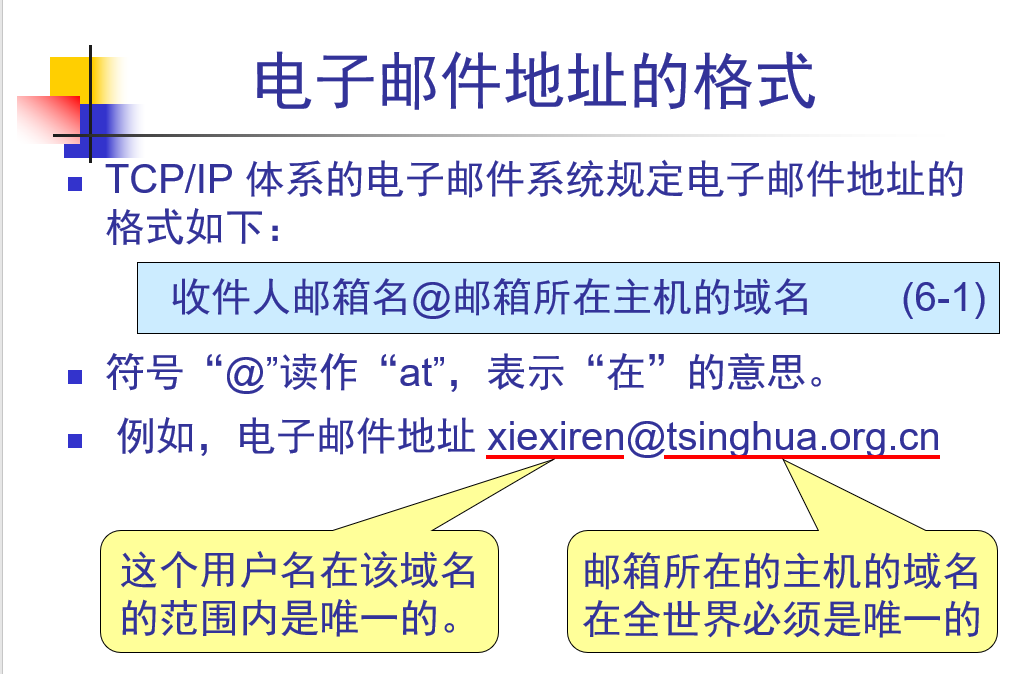 电子邮件地址的格式
TCP/IP 体系的电子邮件系统规定电子邮件地址的
格式如下：
收件人邮箱名@邮箱所在主机的域名 (6-1)
符号“@”读作“at”，表示“在”的意思。
例如，电子邮件地址 xiexiren@tsinghua.org.cn
这个用户名在该域名
的范围内是唯一的。
邮箱所在的主机的域名
在全世界必须是唯一的